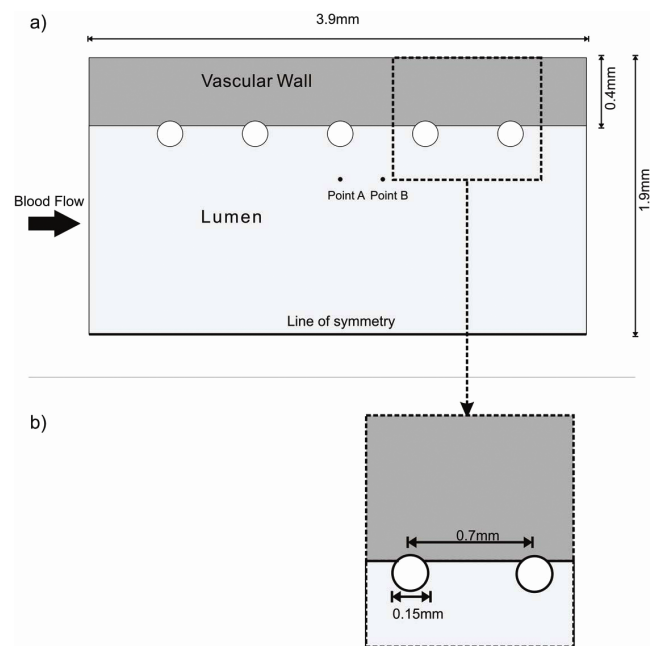 a)
3.9mm
Vascular Wall
0.4mm
Point A Point B
1.9mm
Blood Flow
Lumen
Line of symmetry
b)
0.7mm
0.15mm